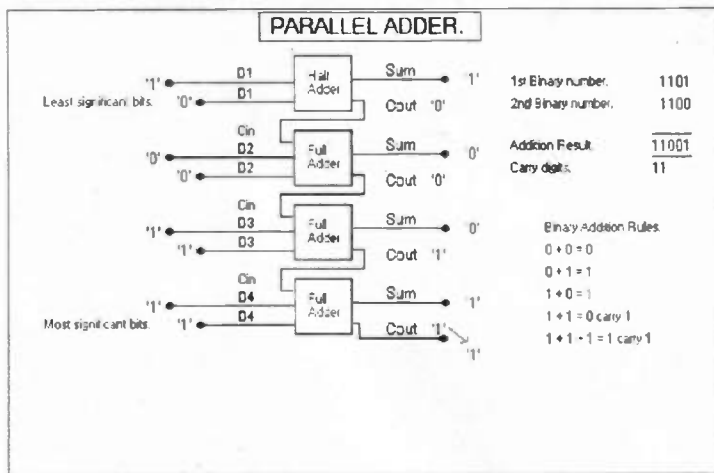 PARALLEL ADDER.
D1 Half Adder Sum '1'
'1'
Least significant bits. '0' D1 Cout '0'
Cin
'0' D2 Full Adder Sum '0'
'0' D2 Cout '0'
Cin
'1' D3 Full Adder Sum '0'
'1' D3 Cout '1'
Cin
'1' D4 Full Adder Sum '1'
Most significant bits. '1' D4 Cout '1'
'1'
1st Binary number. 1101
2nd Binary number. 1100
Addition Result. 11001
Carry digits. 11
Binary Addition Rules.
0 + 0 = 0
0 + 1 = 1
1 + 0 = 1
1 + 1 = 0 carry 1
1 + 1 + 1 = 1 carry 1